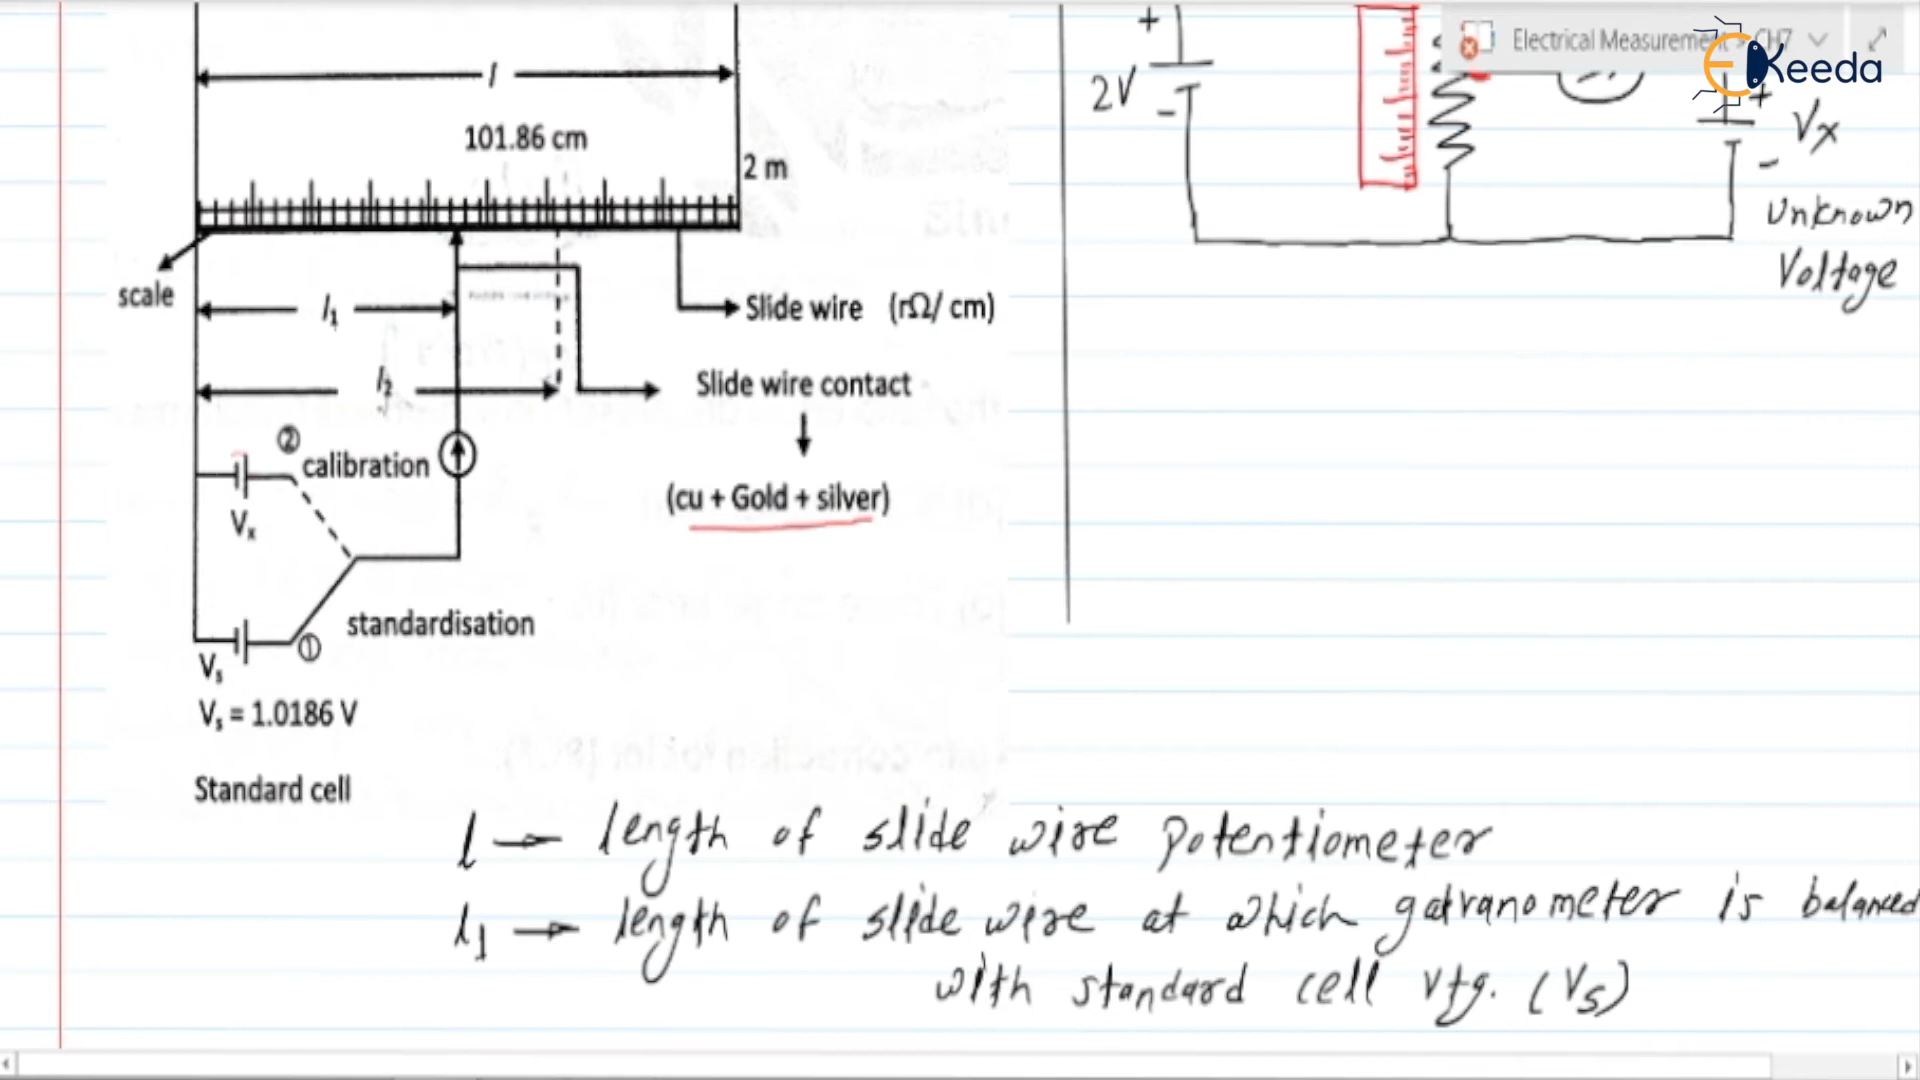 l
101.86 cm
2 m
scale
l₁
Slide wire (rΩ/ cm)
l₂
Slide wire contact
② calibration
(cu + Gold + silver)
Vₓ
standardisation
①
Vₛ
Vₛ = 1.0186 V
Standard cell
+
2V
-
+
Vx
-
Unknown
Voltage
Electrical Measurement > CH7
EKeeda
l → length of slide wire potentiometer
l1 → length of slide wire at which galvanometer is balanced
with standard cell vtg. (Vs)